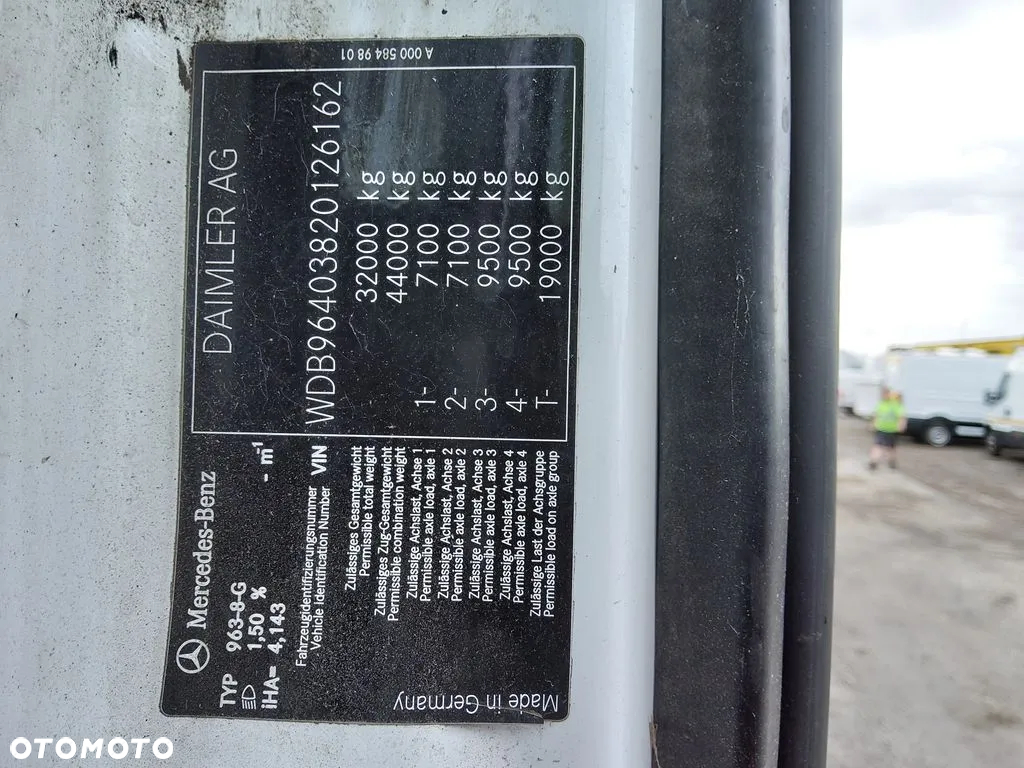 Mercedes-Benz
DAIMLER AG
TYP 963-8-G
1,50 %
iHA= 4,143 - m⁻¹
Fahrzeugidentifizierungsnummer
Vehicle Identification Number VIN WDB9640382012​6162
Zulässiges Gesamtgewicht
Permissible total weight 32000 kg
Zulässiges Zug-Gesamtgewicht
Permissible combination weight 44000 kg
Zulässige Achslast, Achse 1
Permissible axle load, axle 1 1- 7100 kg
Zulässige Achslast, Achse 2
Permissible axle load, axle 2 2- 7100 kg
Zulässige Achslast, Achse 3
Permissible axle load, axle 3 3- 9500 kg
Zulässige Achslast, Achse 4
Permissible axle load, axle 4 4- 9500 kg
Zulässige Last der Achsgruppe
Permissible load on axle group T- 19000 kg
Made in Germany
A 000 584 98 01
OTOMOTO